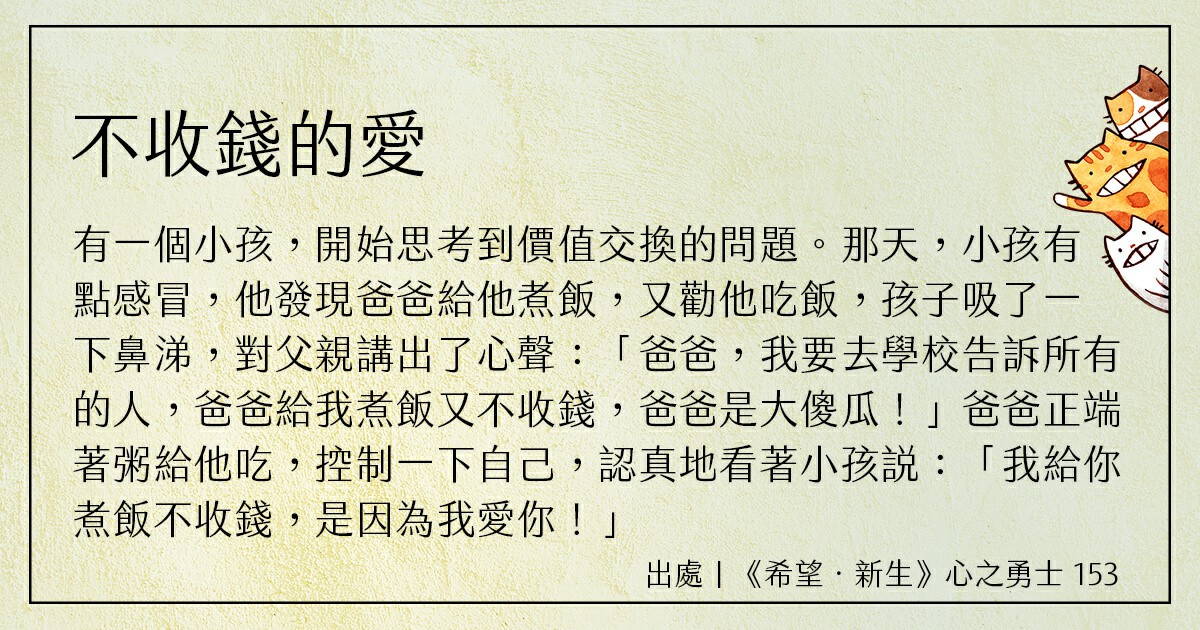 不收錢的愛
有一個小孩，開始思考到價值交換的問題。那天，小孩有
點感冒，他發現爸爸給他煮飯，又勸他吃飯，孩子吸了一
下鼻涕，對父親講出了心聲：「爸爸，我要去學校告訴所有
的人，爸爸給我煮飯又不收錢，爸爸是大傻瓜！」爸爸正端
著粥給他吃，控制一下自己，認真地看著小孩説：「我給你
煮飯不收錢，是因為我愛你！」
出處 | 《希望．新生》心之勇士 153